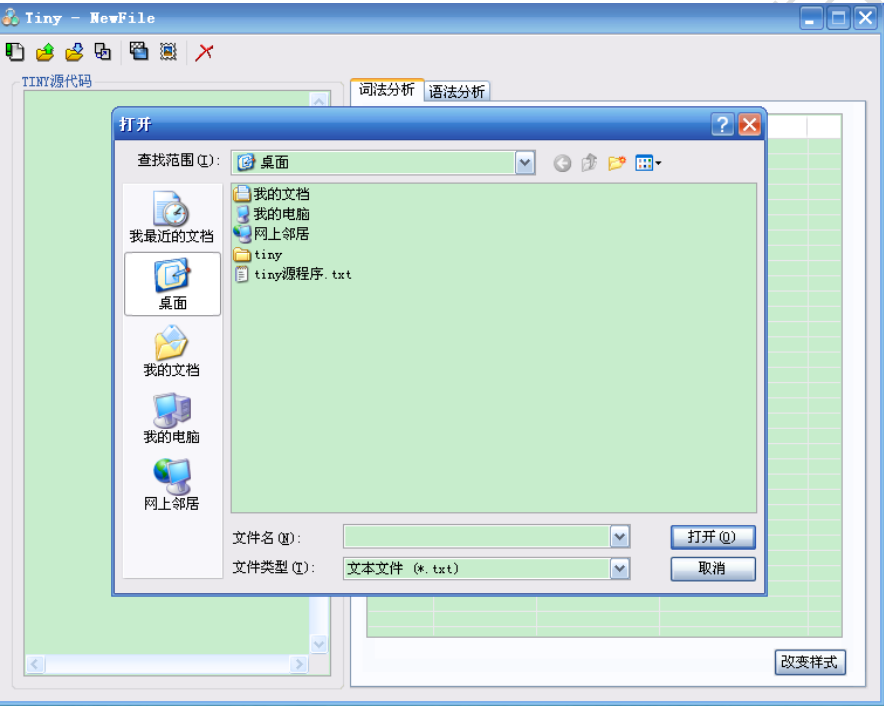 Tiny - NewFile
TINY源代码
词法分析
语法分析
打开
查找范围(I):
桌面
我最近的文档
桌面
我的文档
我的电脑
网上邻居
我的文档
我的电脑
网上邻居
tiny
tiny源程序.txt
文件名(N):
打开(O)
文件类型(T):
文本文件 (*.txt)
取消
改变样式